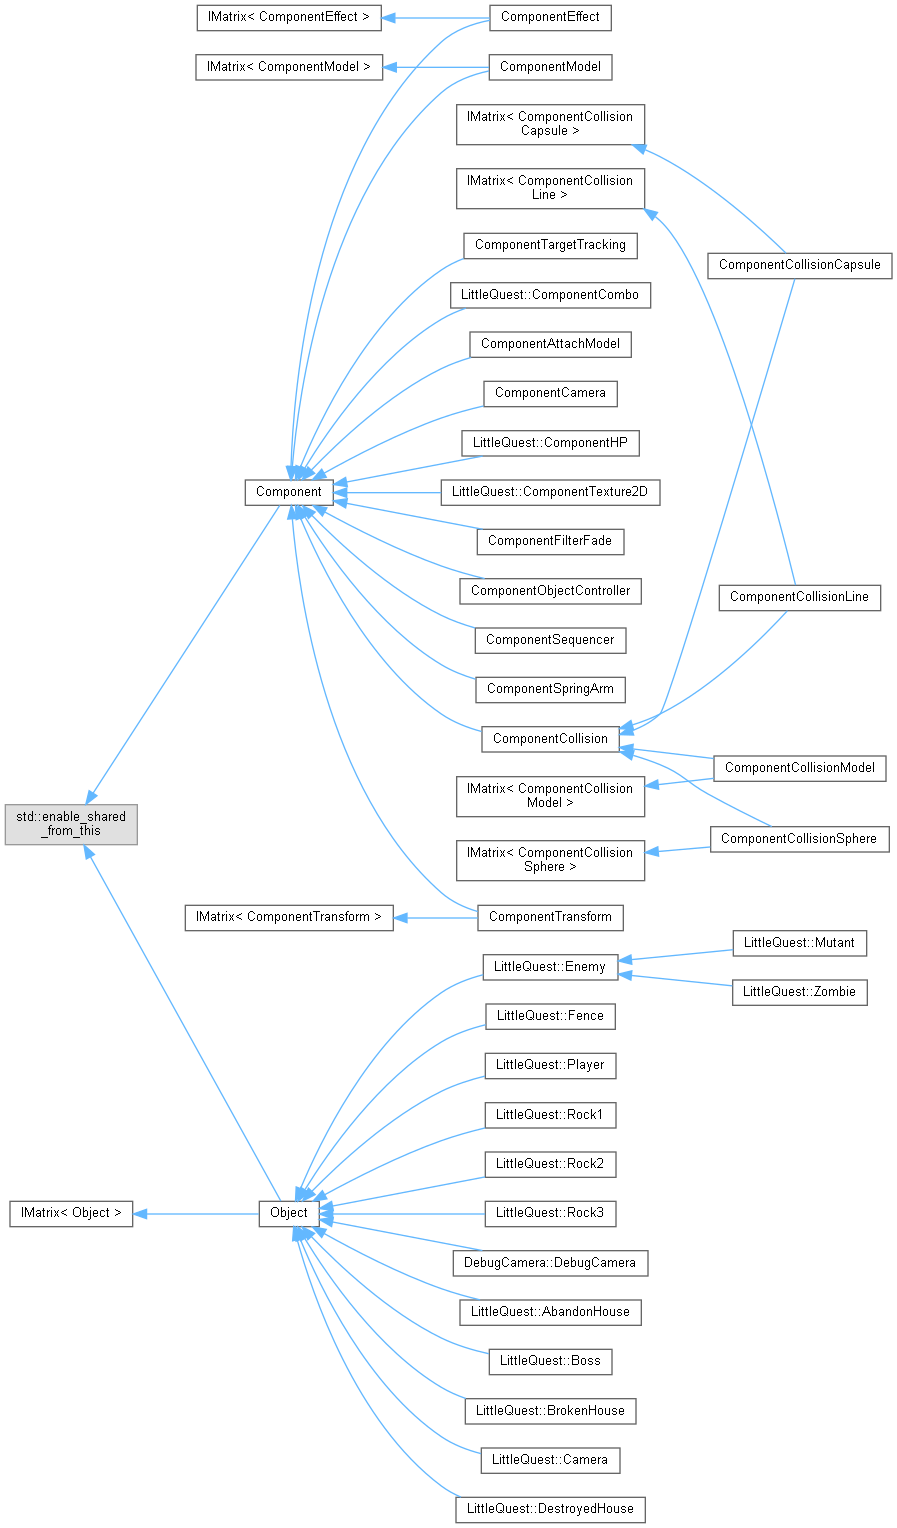 IMatrix< ComponentEffect >
ComponentEffect
IMatrix< ComponentModel >
ComponentModel
IMatrix< ComponentCollision
Capsule >
IMatrix< ComponentCollision
Line >
ComponentTargetTracking
ComponentCollisionCapsule
LittleQuest::ComponentCombo
ComponentAttachModel
ComponentCamera
LittleQuest::ComponentHP
Component
LittleQuest::ComponentTexture2D
ComponentFilterFade
ComponentObjectController
ComponentCollisionLine
ComponentSequencer
ComponentSpringArm
ComponentCollision
ComponentCollisionModel
IMatrix< ComponentCollision
Model >
std::enable_shared
_from_this
ComponentCollisionSphere
IMatrix< ComponentCollision
Sphere >
IMatrix< ComponentTransform >
ComponentTransform
LittleQuest::Mutant
LittleQuest::Enemy
LittleQuest::Zombie
LittleQuest::Fence
LittleQuest::Player
LittleQuest::Rock1
LittleQuest::Rock2
IMatrix< Object >
Object
LittleQuest::Rock3
DebugCamera::DebugCamera
LittleQuest::AbandonHouse
LittleQuest::Boss
LittleQuest::BrokenHouse
LittleQuest::Camera
LittleQuest::DestroyedHouse